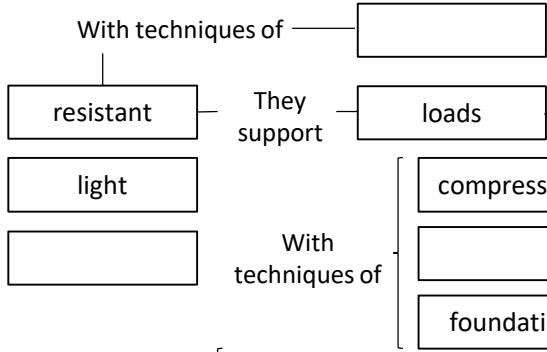 With techniques of
resistant
They
support
loads
light
compress
With
techniques of
foundati